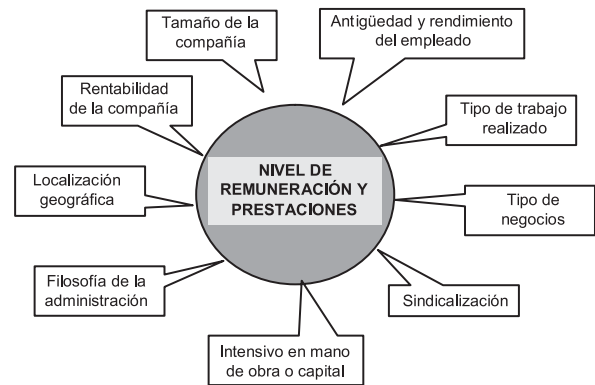 Tamaño de la
compañía
Antigüedad y rendimiento
del empleado
Rentabilidad
de la compañía
Tipo de trabajo
realizado
NIVEL DE
REMUNERACIÓN Y
PRESTACIONES
Localización
geográfica
Tipo de
negocios
Filosofía de la
administración
Sindicalización
Intensivo en mano
de obra o capital